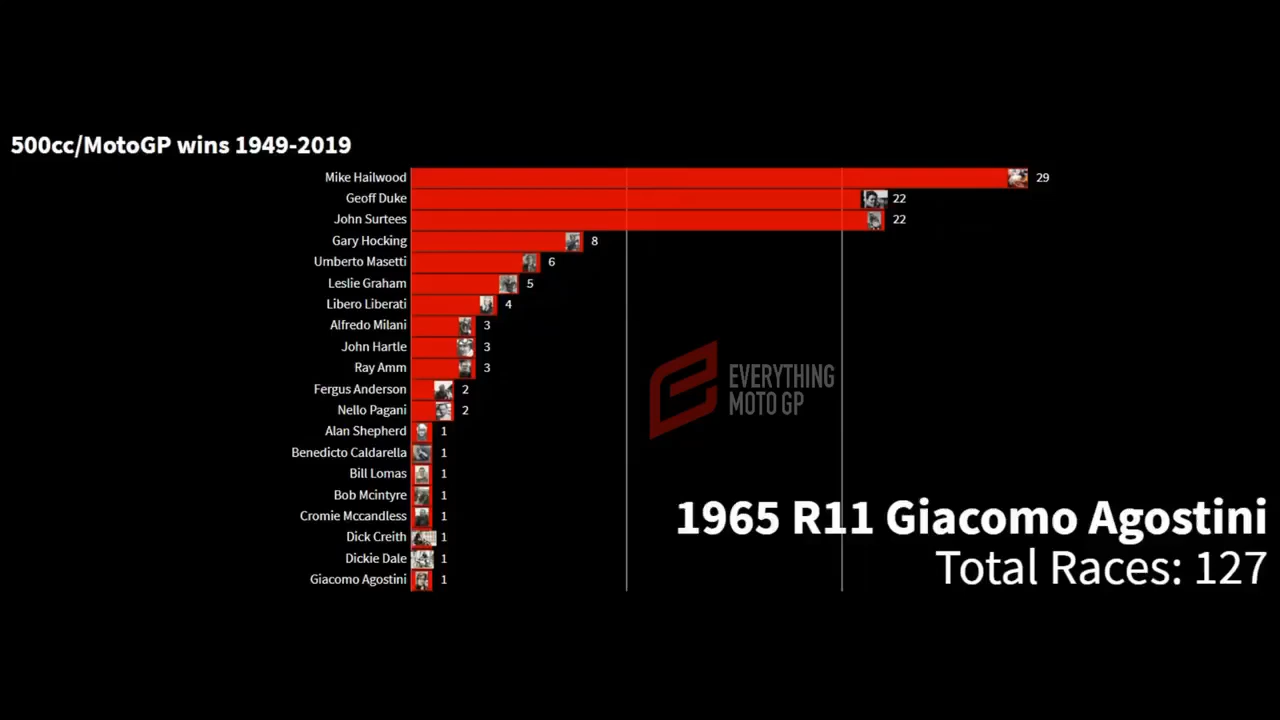 500cc/MotoGP wins 1949-2019
Mike Hailwood 29
Geoff Duke 22
John Surtees 22
Gary Hocking 8
Umberto Masetti 6
Leslie Graham 5
Libero Liberati 4
Alfredo Milani 3
John Hartle 3
Ray Amm 3
Fergus Anderson 2
Nello Pagani 2
Alan Shepherd 1
Benedicto Caldarella 1
Bill Lomas 1
Bob Mcintyre 1
Cromie Mccandless 1
Dick Creith 1
Dickie Dale 1
Giacomo Agostini 1
EVERYTHING
MOTO GP
1965 R11 Giacomo Agostini
Total Races: 127